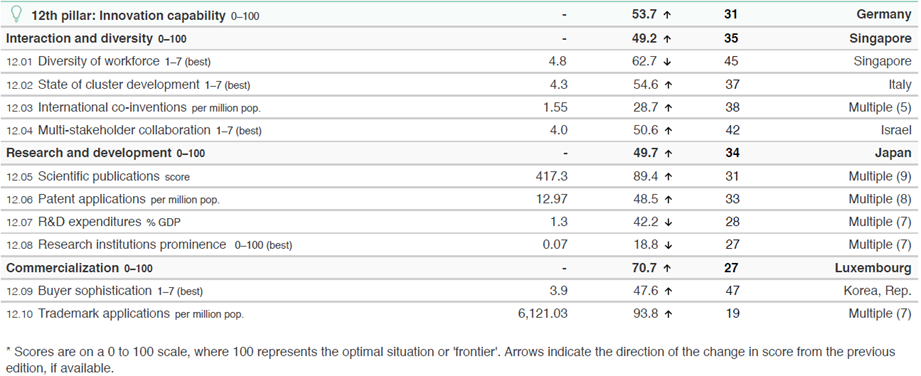 12th pillar: Innovation capability 0–100 - 53.7 ↑ 31 Germany
Interaction and diversity 0–100 - 49.2 ↑ 35 Singapore
12.01 Diversity of workforce 1–7 (best) 4.8 62.7 ↓ 45 Singapore
12.02 State of cluster development 1–7 (best) 4.3 54.6 ↑ 37 Italy
12.03 International co-inventions per million pop. 1.55 28.7 ↑ 38 Multiple (5)
12.04 Multi-stakeholder collaboration 1–7 (best) 4.0 50.6 ↑ 42 Israel
Research and development 0–100 - 49.7 ↑ 34 Japan
12.05 Scientific publications score 417.3 89.4 ↑ 31 Multiple (9)
12.06 Patent applications per million pop. 12.97 48.5 ↑ 33 Multiple (8)
12.07 R&D expenditures % GDP 1.3 42.2 ↓ 28 Multiple (7)
12.08 Research institutions prominence 0–100 (best) 0.07 18.8 ↓ 27 Multiple (7)
Commercialization 0–100 - 70.7 ↑ 27 Luxembourg
12.09 Buyer sophistication 1–7 (best) 3.9 47.6 ↑ 47 Korea, Rep.
12.10 Trademark applications per million pop. 6,121.03 93.8 ↑ 19 Multiple (7)
* Scores are on a 0 to 100 scale, where 100 represents the optimal situation or 'frontier'. Arrows indicate the direction of the change in score from the previous
edition, if available.